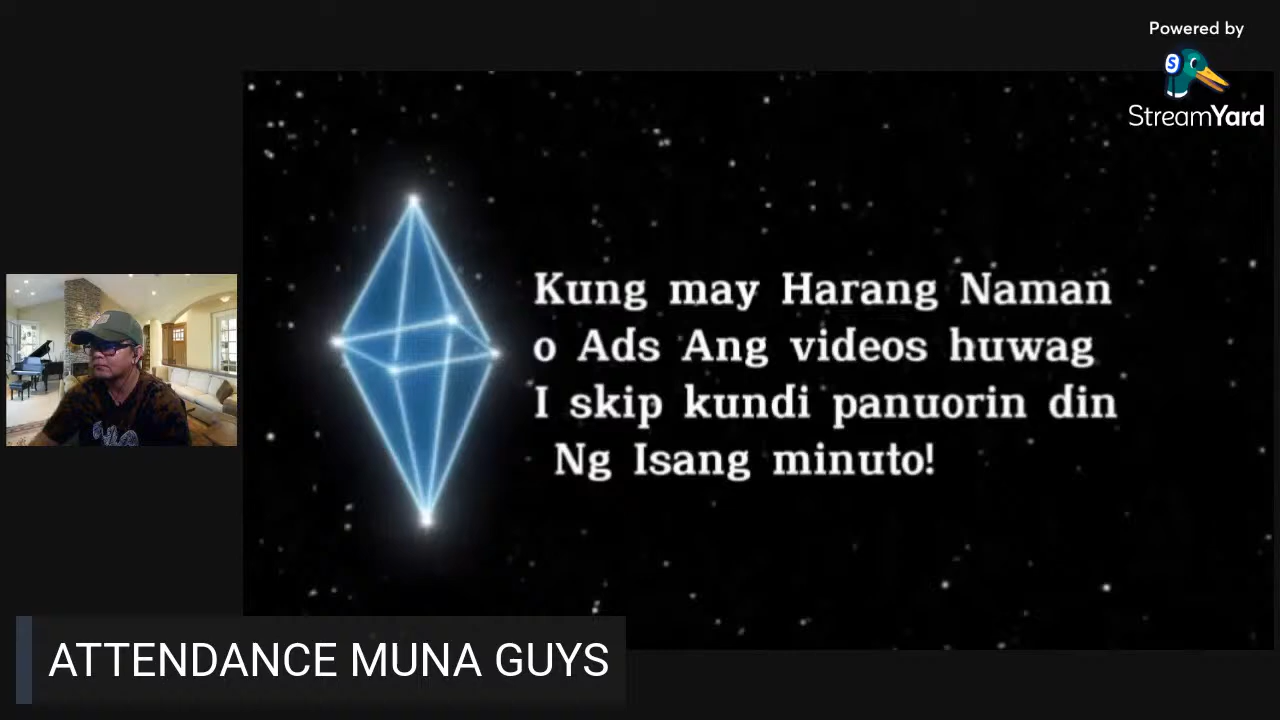 Powered by
StreamYard
Kung may Harang Naman
o Ads Ang videos huwag
I skip kundi panuorin din
Ng Isang minuto!
ATTENDANCE MUNA GUYS